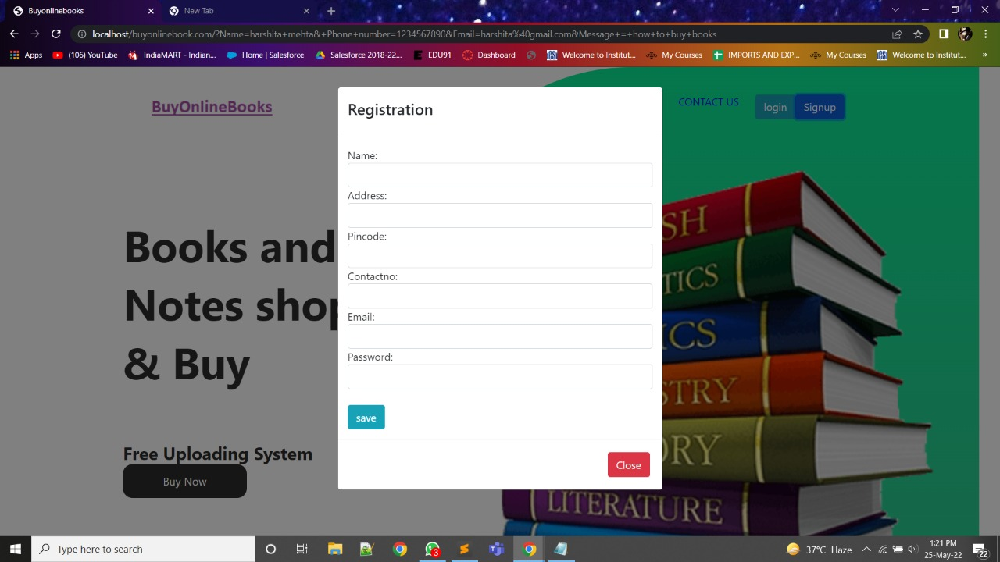 Buyonlinebooks
New Tab
localhost/buyonlinebook.com/?Name=harshita+mehta&+Phone+number=1234567890&Email=harshita%40gmail.com&Message+=+how+to+buy+books
Apps
(106) YouTube
IndiaMART - Indian...
Home | Salesforce
Salesforce 2018-22...
EDU91
Dashboard
Welcome to Institut...
My Courses
IMPORTS AND EXP...
My Courses
Welcome to Institut...
»
BuyOnlineBooks
CONTACT US
login
Signup
Registration
Name:
Address:
Pincode:
Contactno:
Email:
Password:
save
Close
Books and
Notes shop
& Buy
Free Uploading System
Buy Now
SH
TICS
ICS
STRY
ORY
LITERATURE
Type here to search
3
37°C Haze
1:21 PM
25-May-22
22